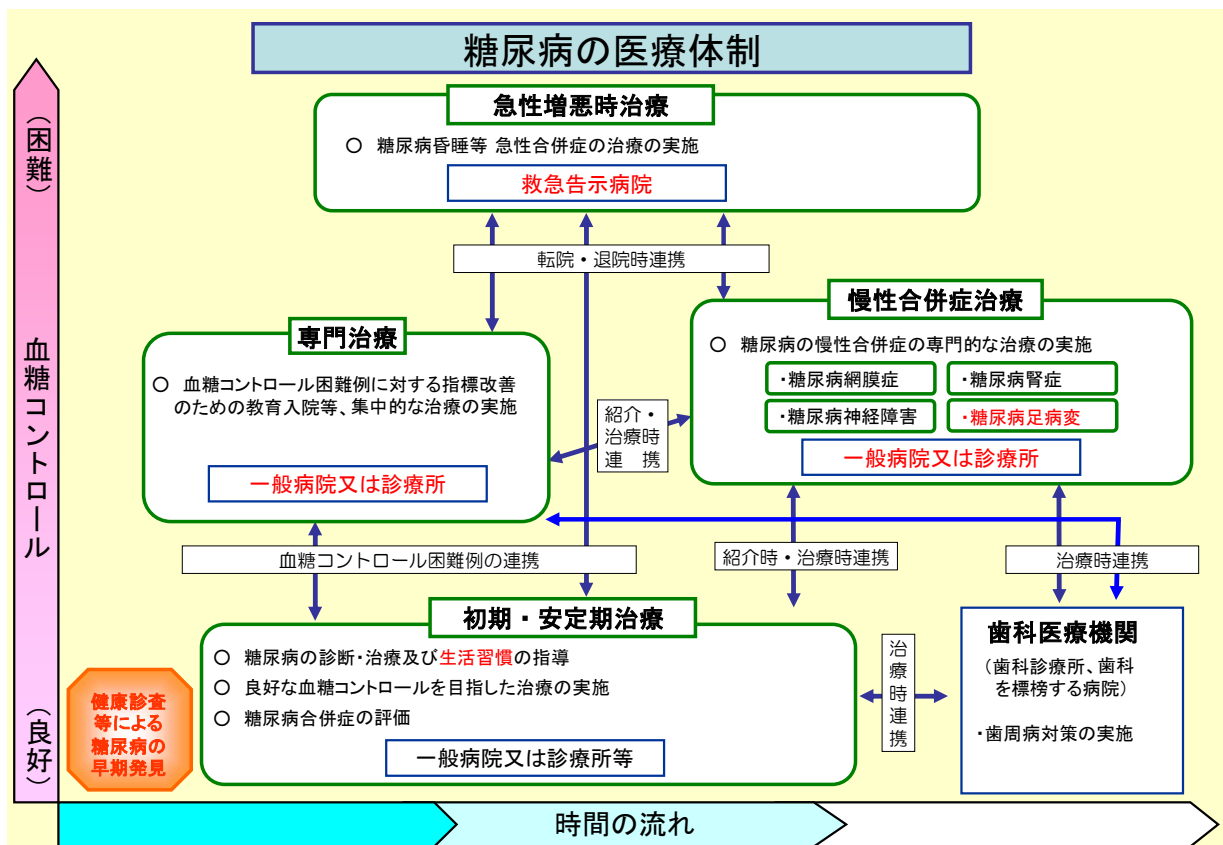 糖尿病の医療体制
（困難）
血糖コントロール
（良好）
急性増悪時治療
○ 糖尿病昏睡等 急性合併症の治療の実施
救急告示病院
転院・退院時連携
専門治療
○ 血糖コントロール困難例に対する指標改善
のための教育入院等、集中的な治療の実施
一般病院又は診療所
紹介・
治療時
連　携
慢性合併症治療
○ 糖尿病の慢性合併症の専門的な治療の実施
・糖尿病網膜症
・糖尿病腎症
・糖尿病神経障害
・糖尿病足病変
一般病院又は診療所
血糖コントロール困難例の連携
紹介時・治療時連携
治療時連携
初期・安定期治療
○ 糖尿病の診断・治療及び生活習慣の指導
○ 良好な血糖コントロールを目指した治療の実施
○ 糖尿病合併症の評価
一般病院又は診療所等
治療時連携
歯科医療機関
（歯科診療所、歯科
を標榜する病院）
・歯周病対策の実施
健康診査
等による
糖尿病の
早期発見
時間の流れ